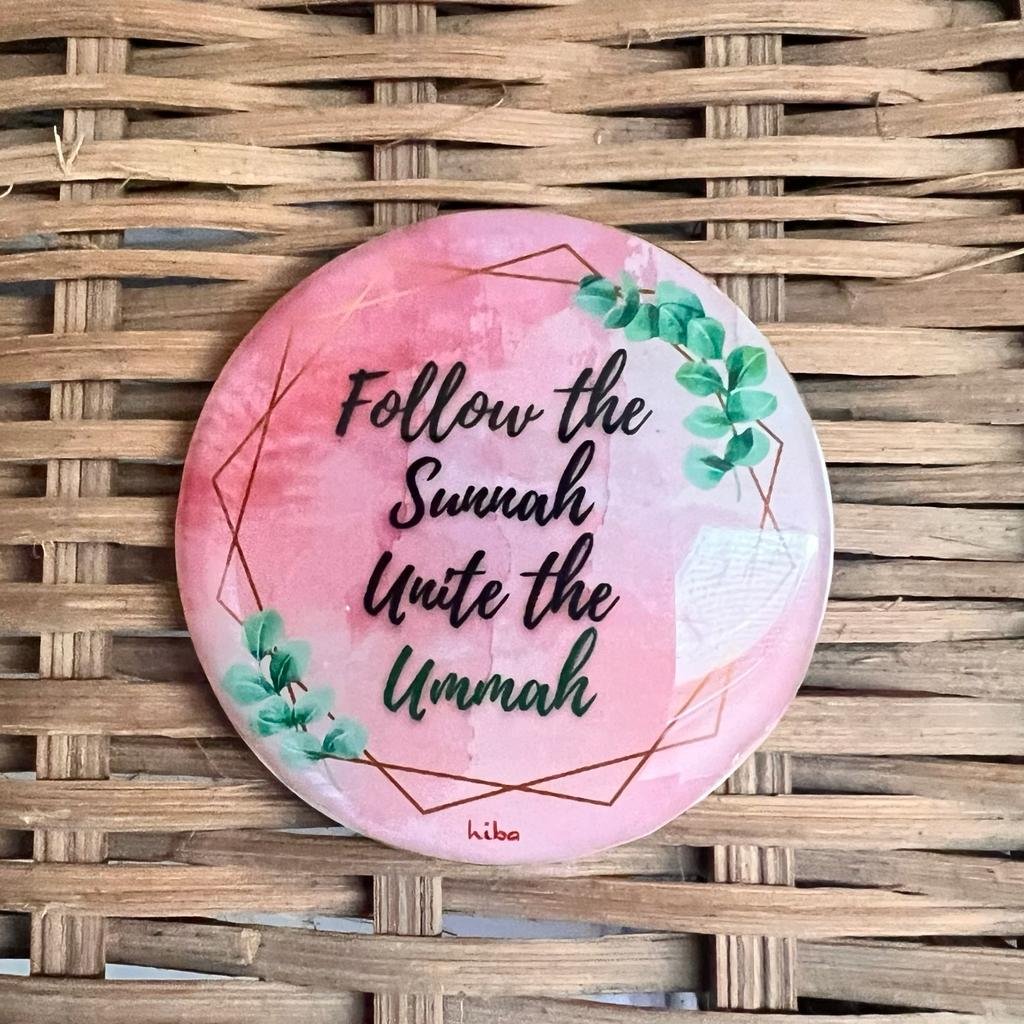 Follow the
Sunnah
Unite the
Ummah
hiba